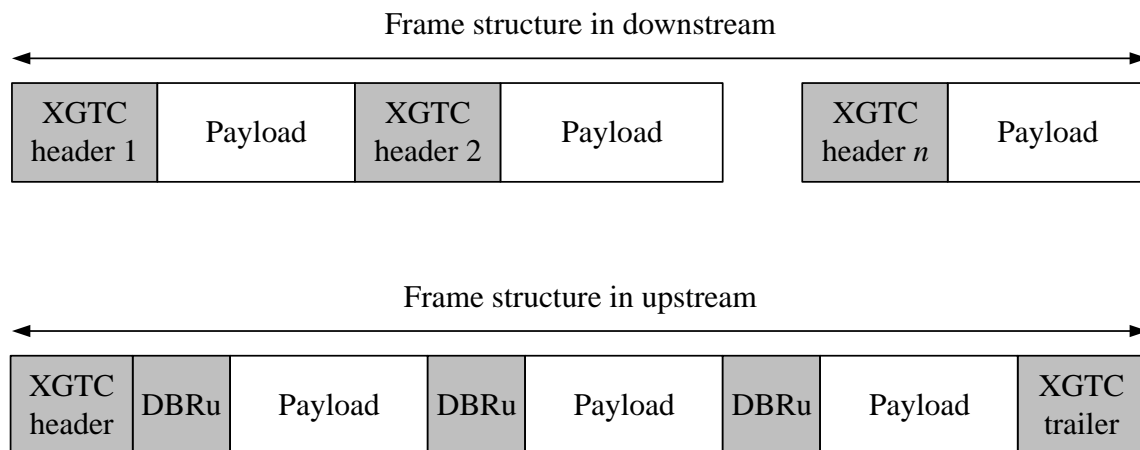 Frame structure in downstream
XGTC
header 1
Payload
XGTC
header 2
Payload
XGTC
header n
Payload
Frame structure in upstream
XGTC
header
DBRu
Payload
DBRu
Payload
DBRu
Payload
XGTC
trailer